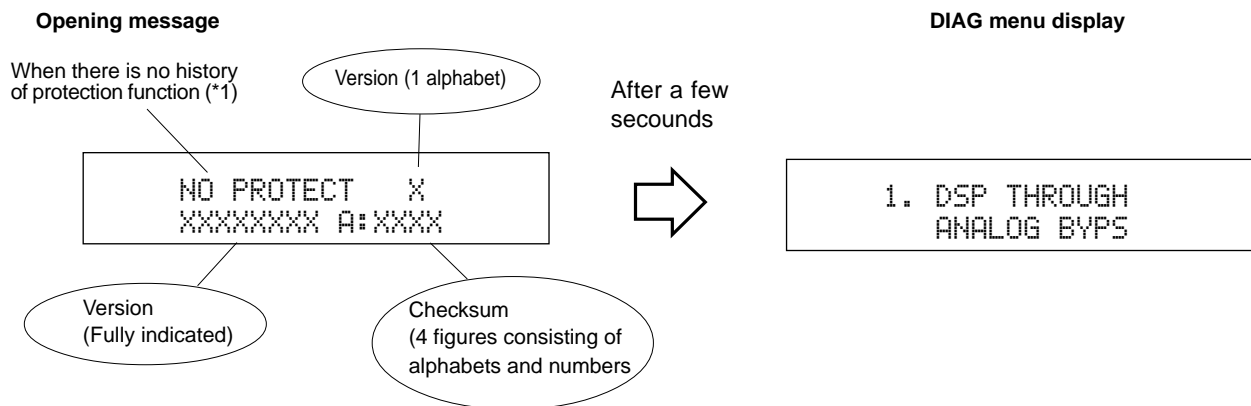 Opening message
DIAG menu display
When there is no history
of protection function (*1)
Version (1 alphabet)
After a few
secounds
NO PROTECT X
XXXXXXXX A:XXXX
1. DSP THROUGH
ANALOG BYPS
Version
(Fully indicated)
Checksum
(4 figures consisting of
alphabets and numbers